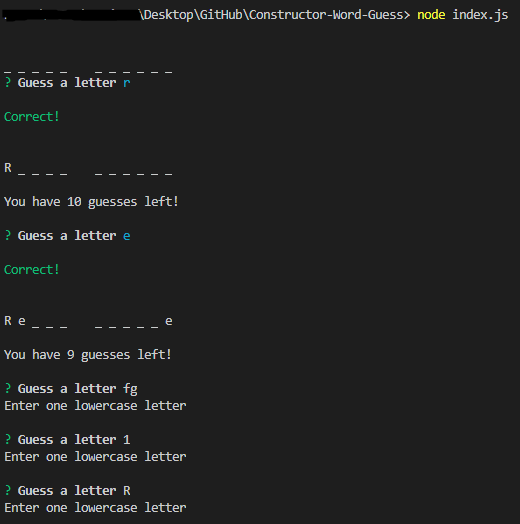 \Desktop\GitHub\Constructor-Word-Guess> node index.js
_ _ _ _ _   _ _ _ _ _ _
? Guess a letter r
Correct!
R _ _ _ _   _ _ _ _ _ _
You have 10 guesses left!
? Guess a letter e
Correct!
R e _ _ _   _ _ _ _ _ e
You have 9 guesses left!
? Guess a letter fg
Enter one lowercase letter
? Guess a letter 1
Enter one lowercase letter
? Guess a letter R
Enter one lowercase letter